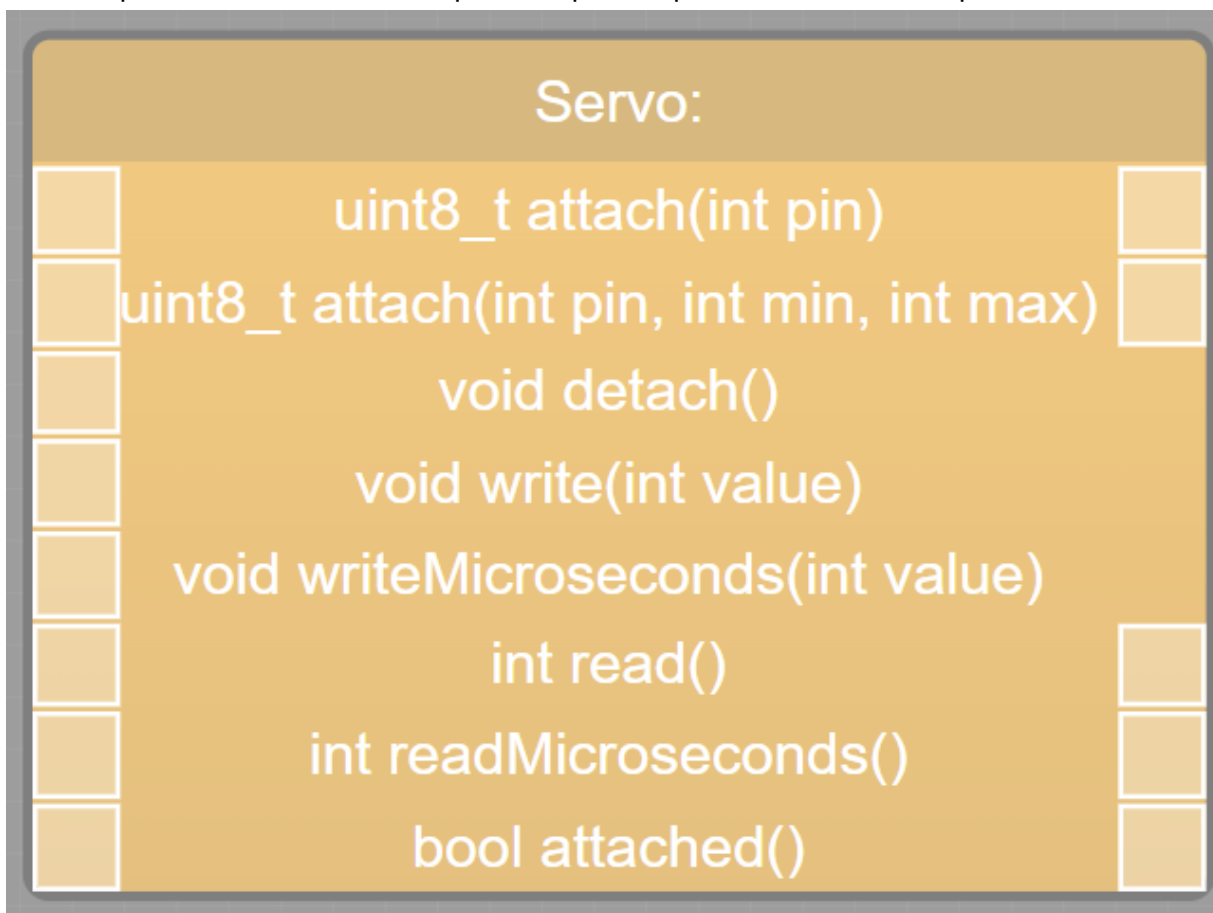 Servo:
uint8_t attach(int pin)
uint8_t attach(int pin, int min, int max)
void detach()
void write(int value)
void writeMicroseconds(int value)
int read()
int readMicroseconds()
bool attached()